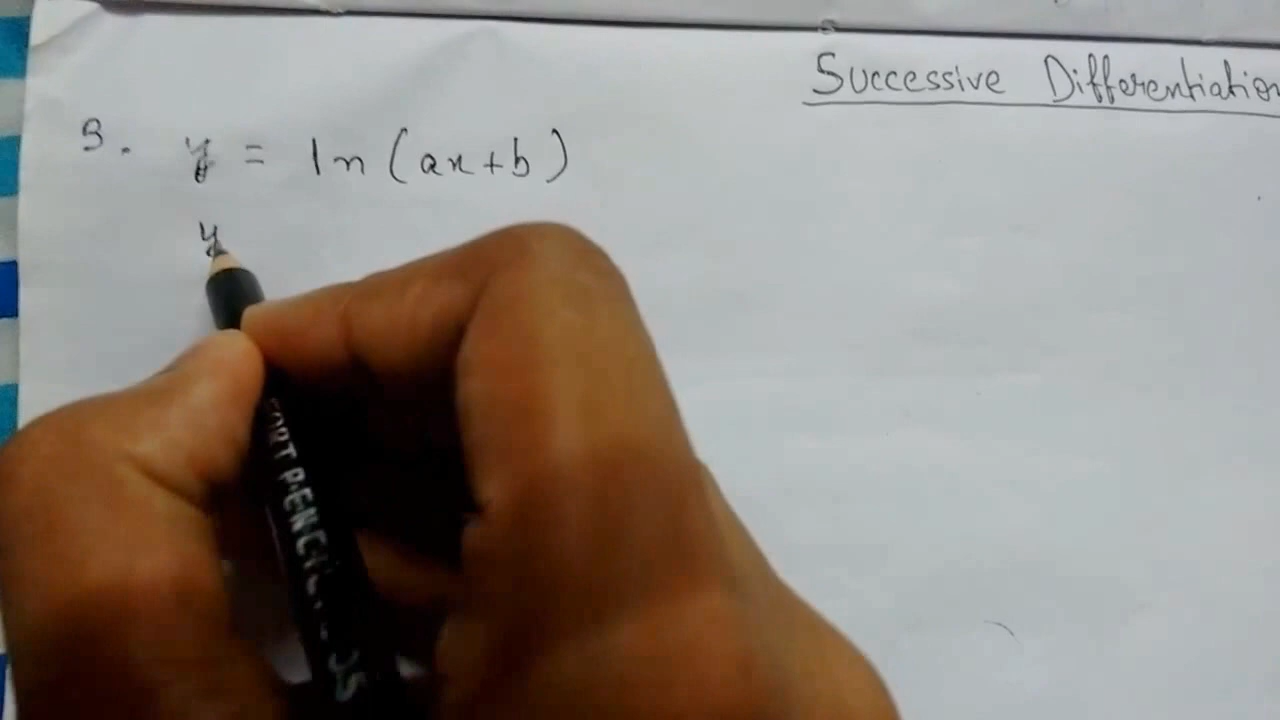 Successive Differentiation
3. y = ln(ax+b)
y